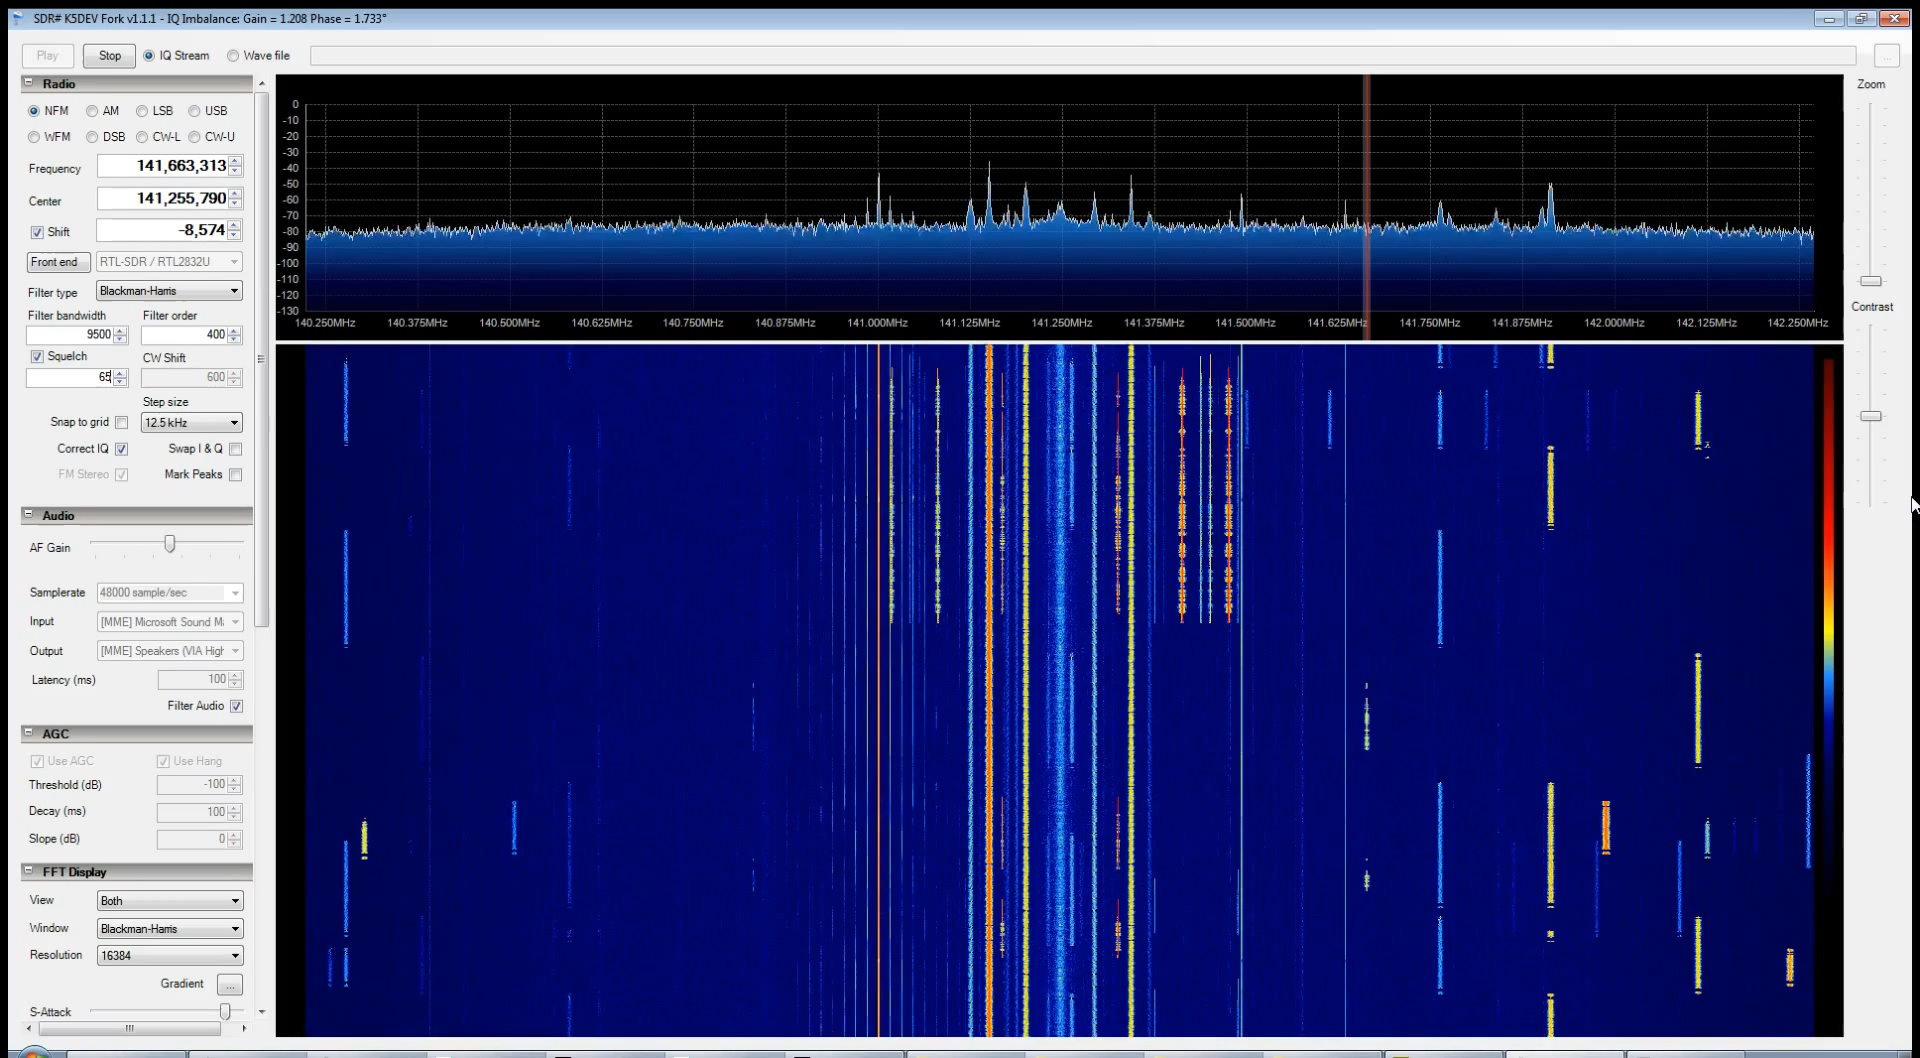 SDR# K5DEV Fork v1.1.1 - IQ Imbalance: Gain = 1.208 Phase = 1.733°
Play Stop IQ Stream Wave file ...
Radio
NFM AM LSB USB
WFM DSB CW-L CW-U
Frequency 141,663,313
Center 141,255,790
Shift -8,574
Front end RTL-SDR / RTL2832U
Filter type Blackman-Harris
Filter bandwidth Filter order
9500 400
Squelch CW Shift
65 600
Step size
Snap to grid 12.5 kHz
Correct IQ Swap I & Q
FM Stereo Mark Peaks
Audio
AF Gain
Samplerate 48000 sample/sec
Input [MME] Microsoft Sound Ma
Output [MME] Speakers (VIA High
Latency (ms) 100
Filter Audio
AGC
Use AGC Use Hang
Threshold (dB) -100
Decay (ms) 100
Slope (dB) 0
FFT Display
View Both
Window Blackman-Harris
Resolution 16384
Gradient ...
S-Attack
0
-10
-20
-30
-40
-50
-60
-70
-80
-90
-100
-110
-120
-130
140.250MHz 140.375MHz 140.500MHz 140.625MHz 140.750MHz 140.875MHz 141.000MHz 141.125MHz 141.250MHz 141.375MHz 141.500MHz 141.625MHz 141.750MHz 141.875MHz 142.000MHz 142.125MHz 142.250MHz
Zoom
Contrast